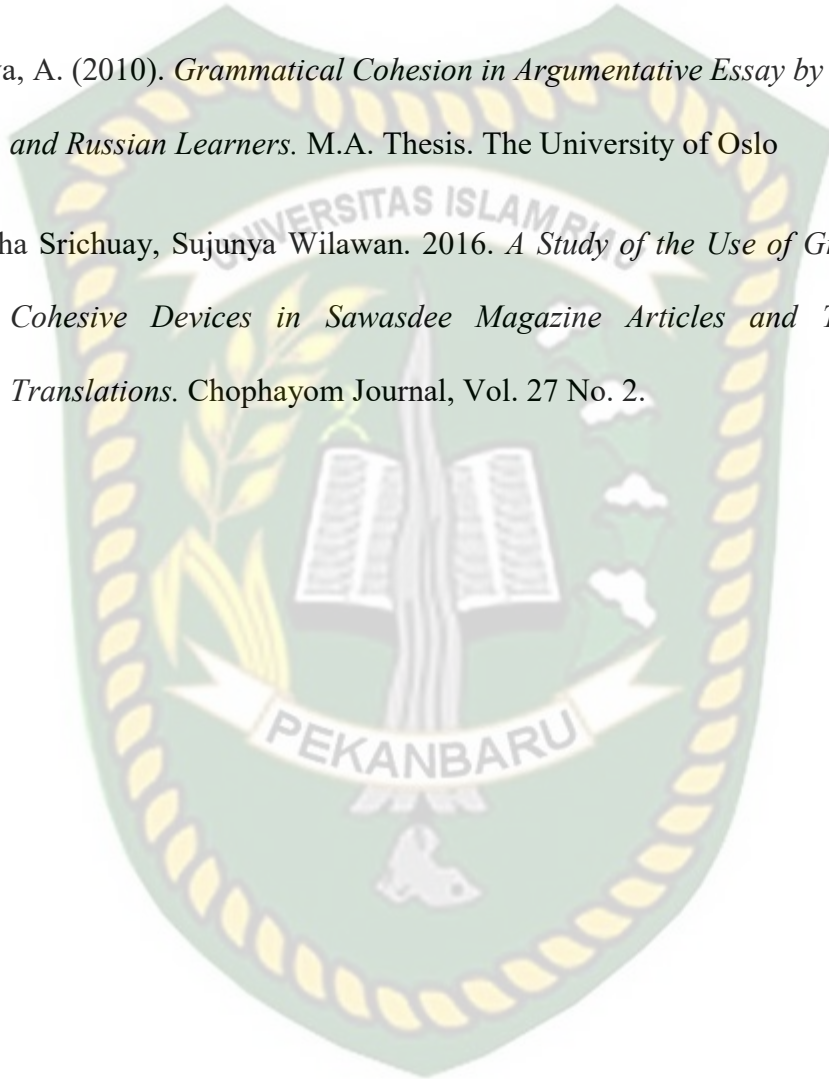 va, A. (2010). Grammatical Cohesion in Argumentative Essay by
and Russian Learners. M.A. Thesis. The University of Oslo
UNIVERSITAS ISLAM RIAU
ha Srichuay, Sujunya Wilawan. 2016. A Study of the Use of
Cohesive Devices in Sawasdee Magazine Articles and
Translations. Chophayom Journal, Vol. 27 No. 2.
PEKANBARU